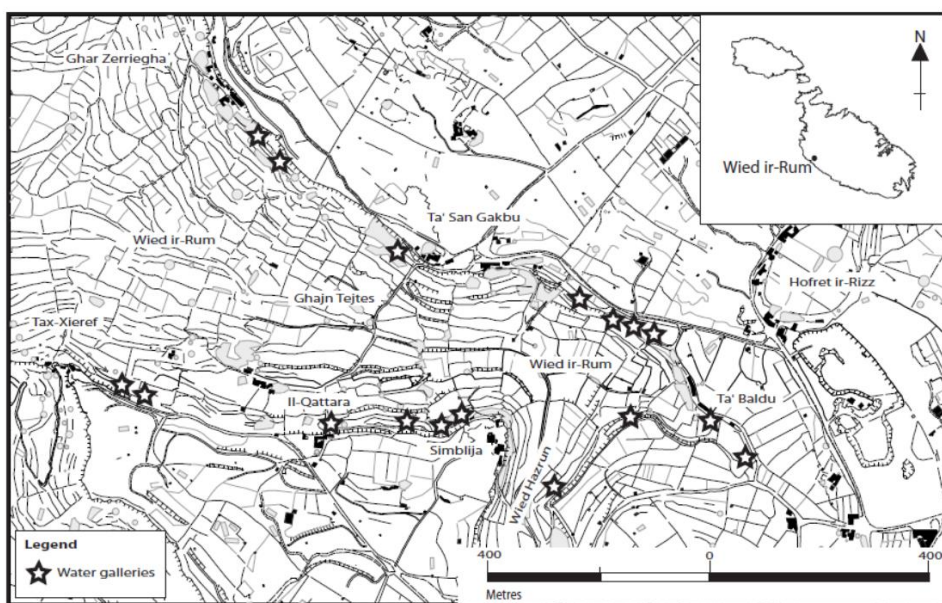 Ghar Zerriegha
N
Wied ir-Rum
Ta' San Gakbu
Wied ir-Rum
Hofret ir-Rizz
Ghajn Tejtes
Tax-Xieref
Wied ir-Rum
Il-Qattara
Ta' Baldu
Simblija
Wied Hazrun
Legend
Water galleries
400
0
400
Metres